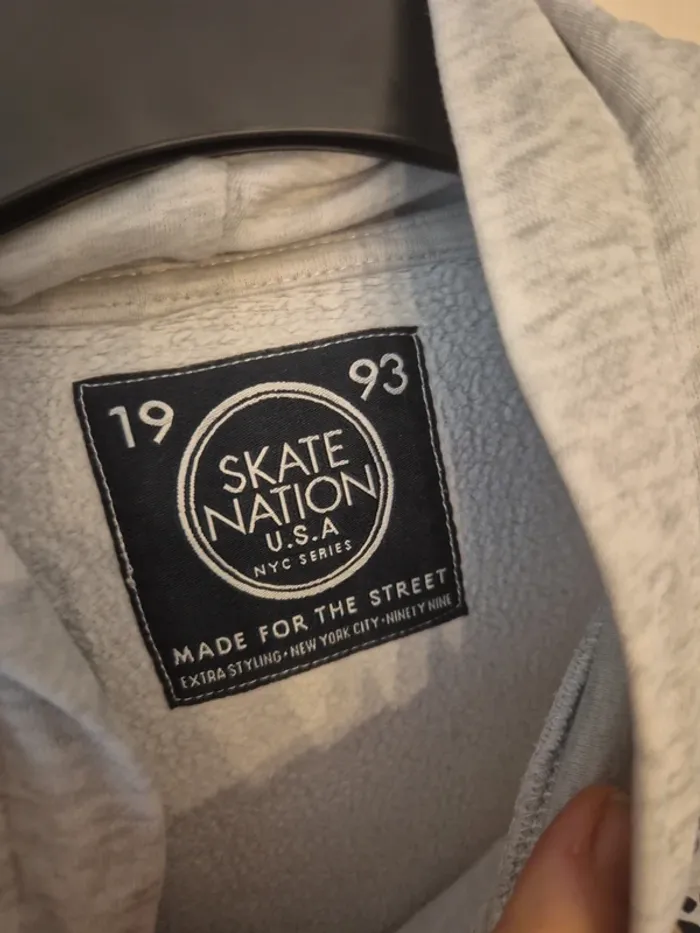 19 93
SKATE
NATION
U.S.A
NYC SERIES
MADE FOR THE STREET
EXTRA STYLING•NEW YORK CITY•NINETY NINE